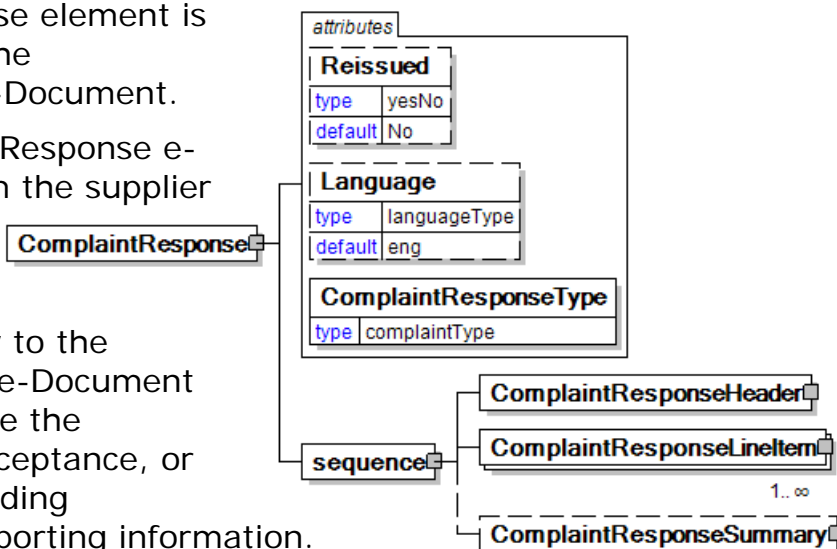 se element is
ne
-Document.
Response e-
n the supplier
to the
e-Document
e the
ceptance, or
ding
porting information.
ComplaintResponse
attributes
Reissued
type yesNo
default No
Language
type languageType
default eng
ComplaintResponseType
type complaintType
sequence
ComplaintResponseHeader
ComplaintResponseLineItem
1..∞
ComplaintResponseSummary